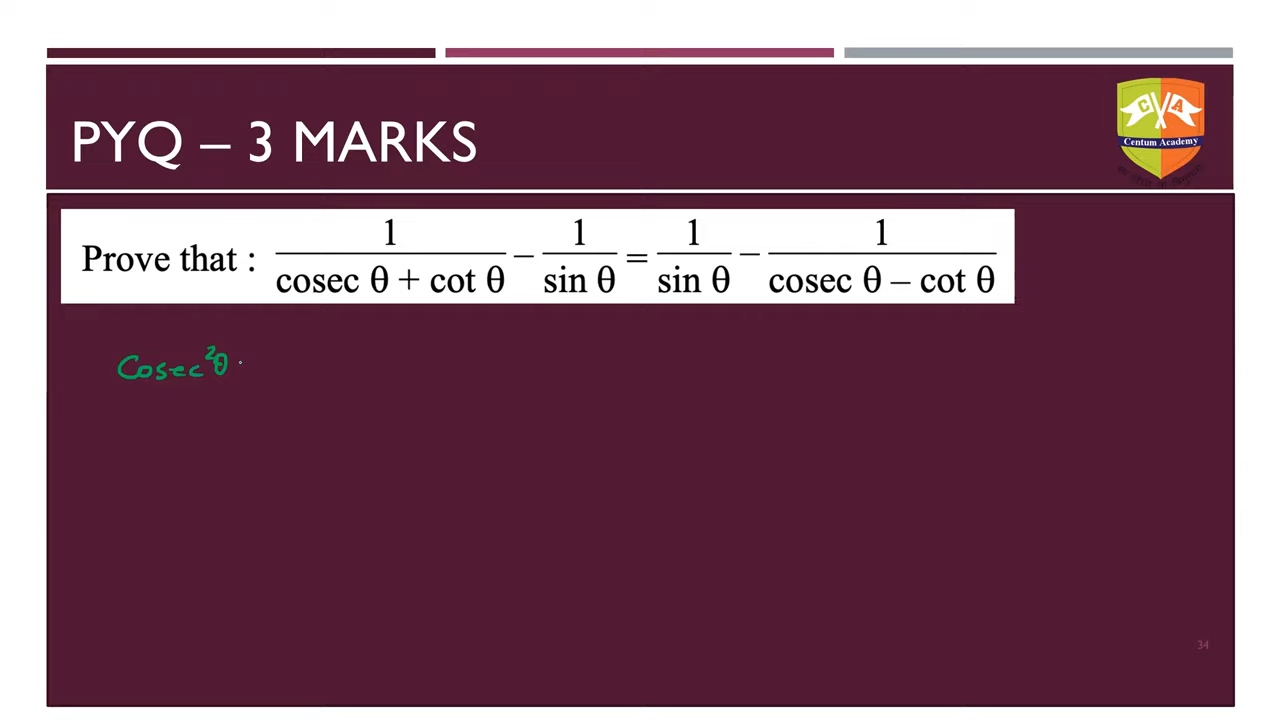 PYQ – 3 MARKS
C A
Centum Academy
Prove that : 1/(cosec θ + cot θ) − 1/(sin θ) = 1/(sin θ) − 1/(cosec θ – cot θ)
Cosec²θ
34